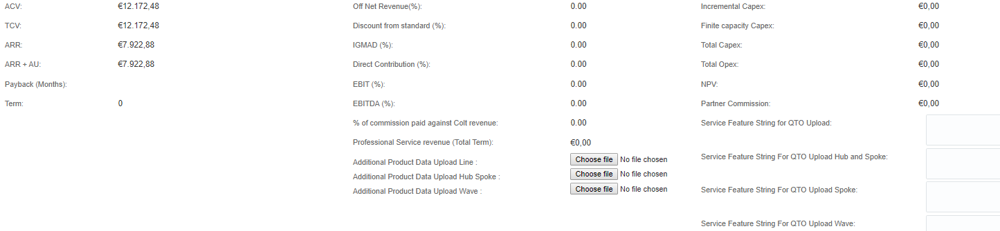 ACV: €12.172,48 Off Net Revenue(%): 0.00 Incremental Capex: €0,00
TCV: €12.172,48 Discount from standard (%): 0.00 Finite capacity Capex: €0,00
ARR: €7.922,88 IGMAD (%): 0.00 Total Capex: €0,00
ARR + AU: €7.922,88 Direct Contribution (%): 0.00 Total Opex: €0,00
Payback (Months): EBIT (%): 0.00 NPV: €0,00
Term: 0 EBITDA (%): 0.00 Partner Commission: €0,00
% of commission paid against Colt revenue: 0.00 Service Feature String for QTO Upload:
Professional Service revenue (Total Term): €0,00
Additional Product Data Upload Line : Choose file No file chosen Service Feature String For QTO Upload Hub and Spoke:
Additional Product Data Upload Hub Spoke : Choose file No file chosen
Additional Product Data Upload Wave : Choose file No file chosen Service Feature String For QTO Upload Spoke:
Service Feature String For QTO Upload Wave: